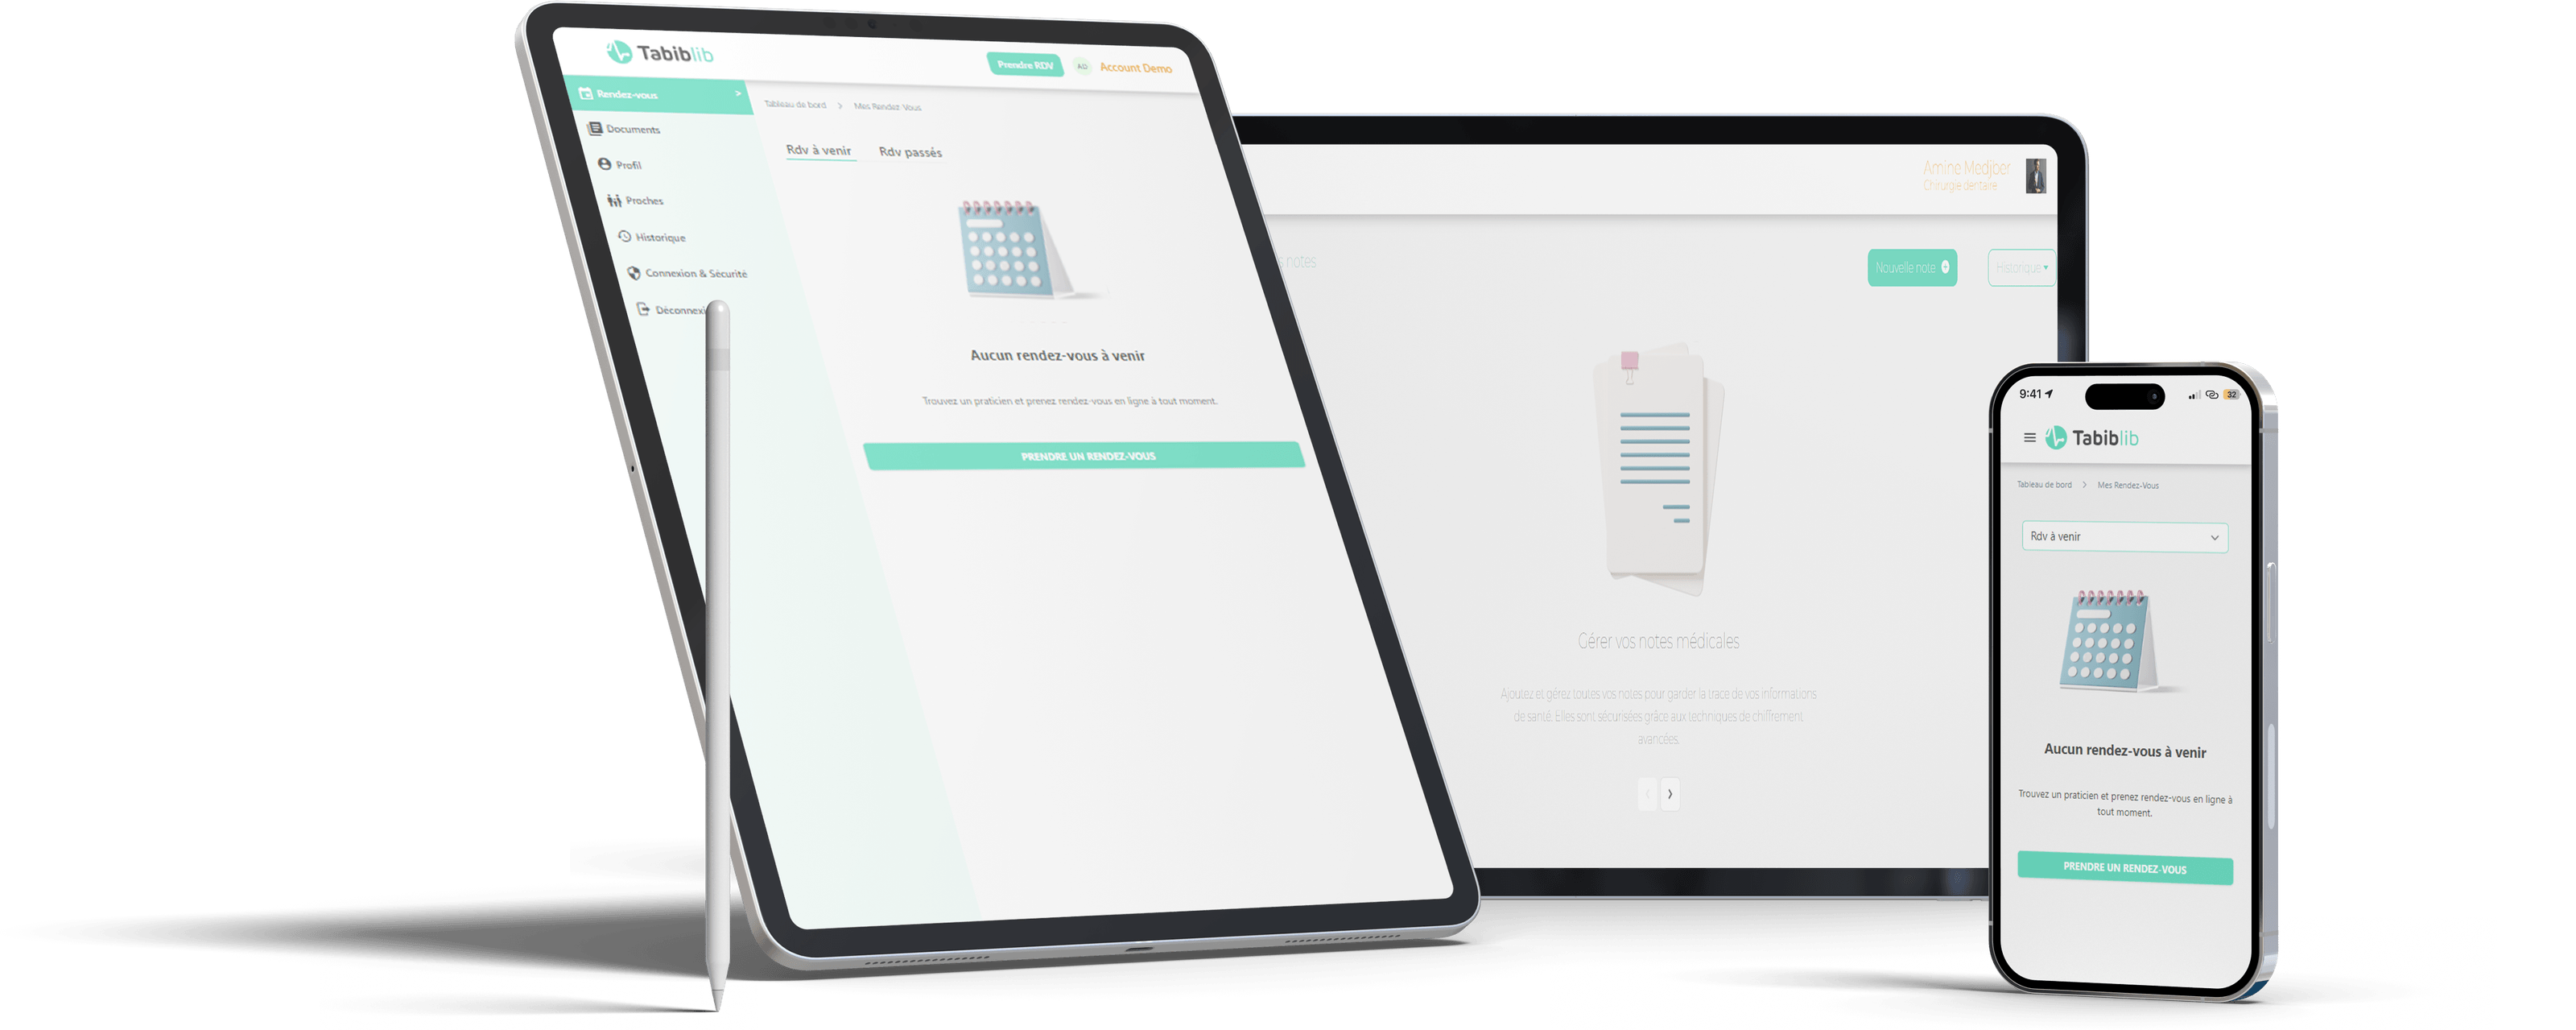 Tabiblib
Prendre RDV
AD
Account Demo
Rendez-vous >
Documents
Profil
Proches
Historique
Connexion & Sécurité
Déconnexi
Tableau de bord > Mes Rendez-Vous
Rdv à venir
Rdv passés
Aucun rendez-vous à venir
Trouvez un praticien et prenez rendez-vous en ligne à tout moment.
PRENDRE UN RENDEZ-VOUS
Amine Medjber
Chirurgie dentaire
s notes
Nouvelle note
Historique
Gérer vos notes médicales
Ajoutez et gérez toutes vos notes pour garder la trace de vos informations
de santé. Elles sont sécurisées grâce aux techniques de chiffrement
avancées.
9:41
32
Tabiblib
Tableau de bord > Mes Rendez-Vous
Rdv à venir
Aucun rendez-vous à venir
Trouvez un praticien et prenez rendez-vous en ligne à
tout moment.
PRENDRE UN RENDEZ-VOUS